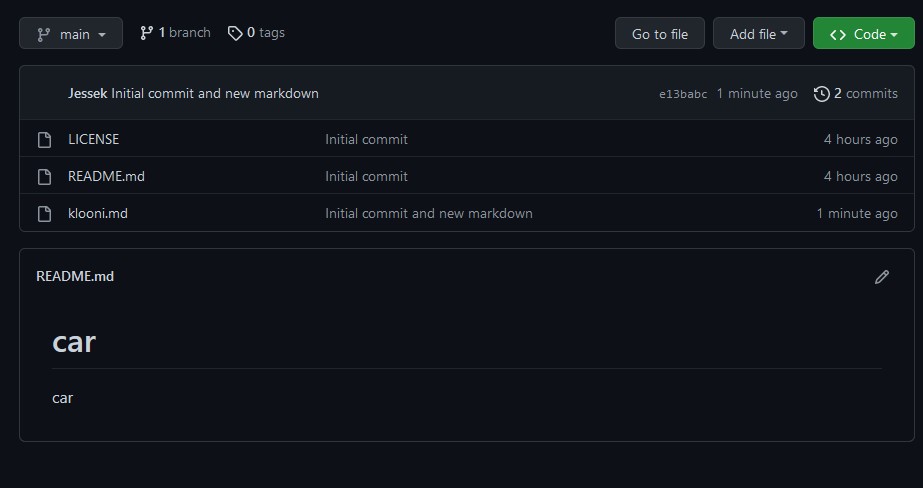 main 1 branch 0 tags Go to file Add file Code
Jessek Initial commit and new markdown e13babc 1 minute ago 2 commits
LICENSE Initial commit 4 hours ago
README.md Initial commit 4 hours ago
klooni.md Initial commit and new markdown 1 minute ago
README.md
car
car